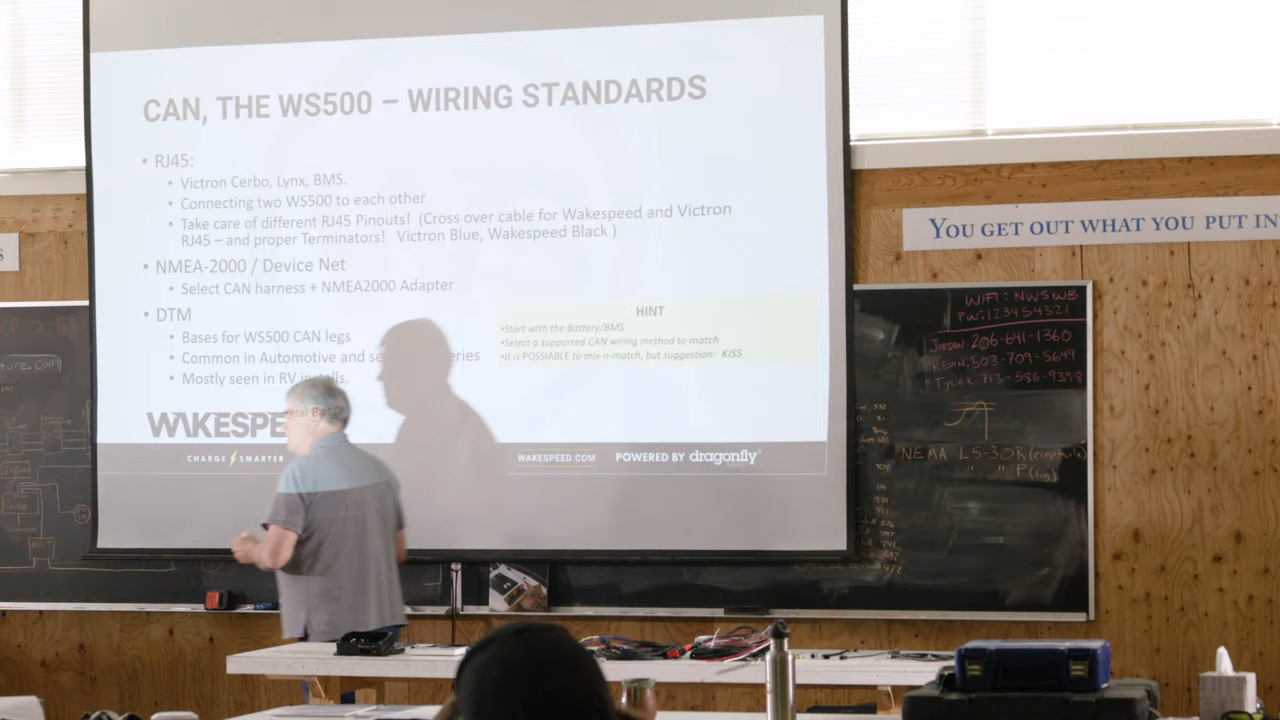 CAN, THE WS500 – WIRING STANDARDS
• RJ45:
• Victron Cerbo, Lynx, BMS.
• Connecting two WS500 to each other
• Take care of different RJ45 Pinouts! (Cross over cable for Wakespeed and Victron
RJ45 – and proper Terminators! Victron Blue, Wakespeed Black )
• NMEA-2000 / Device Net
• Select CAN harness + NMEA2000 Adapter
• DTM
• Bases for WS500 CAN legs
• Common in Automotive and
• Mostly seen in RV installs.
HINT
•Start with the Battery/BMS
•Select a supported CAN wiring method to match
•It is POSSIABLE to mix-n-match, but suggestion: KISS
WAKESPE
CHARGE SMARTER
WAKESPEED.COM
POWERED BY dragonfly
YOU GET OUT WHAT YOU PUT IN
WIFI: NWSWB
PW:123454321
JORDAN-206-641-1360
KEVIN:503-709-5649
TYLER:713-586-9398
NEMA L5-30R
" " P
ture.com